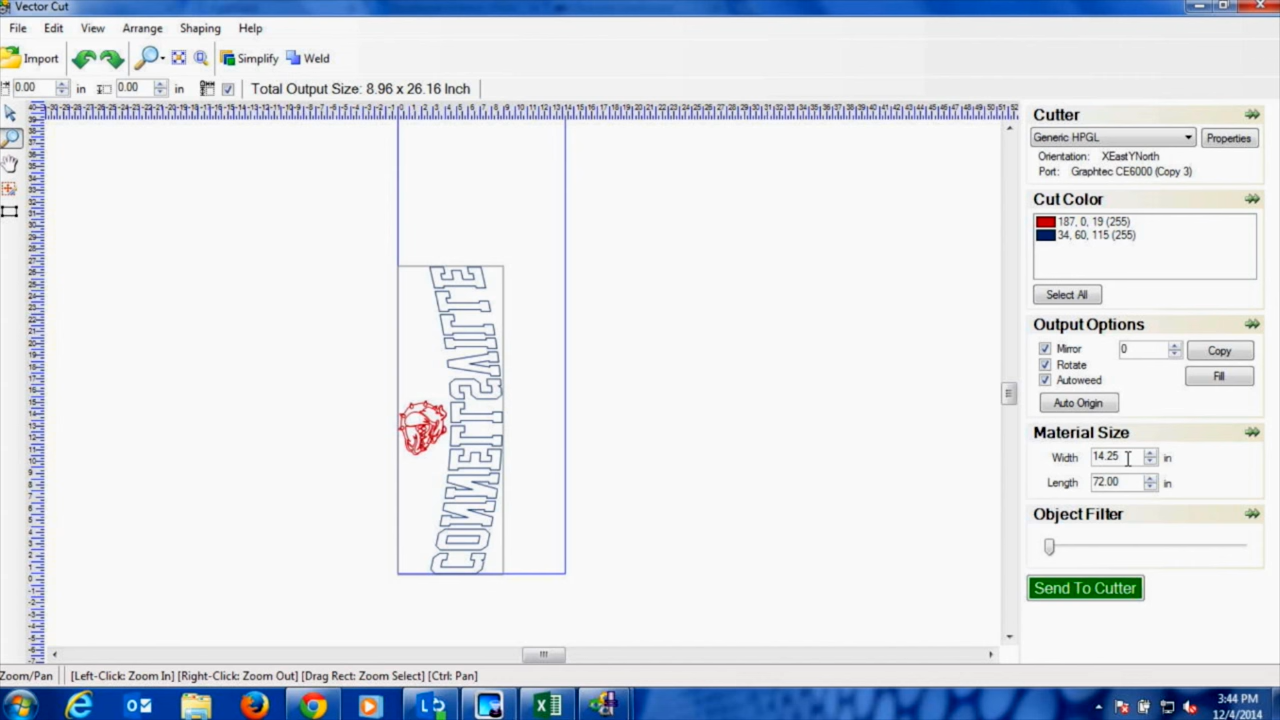 Vector Cut
File Edit View Arrange Shaping Help
Import Simplify Weld
0.00 in 0.00 in Total Output Size: 8.96 x 26.16 Inch
Cutter
Generic HPGL Properties
Orientation: XEastYNorth
Port: Graphtec CE6000 (Copy 3)
Cut Color
187, 0, 19 (255)
34, 60, 115 (255)
Select All
Output Options
Mirror 0 Copy
Rotate
Autoweed Fill
Auto Origin
Material Size
Width 14.25 in
Length 72.00 in
Object Filter
Send To Cutter
CONNEITSVILLE
Zoom/Pan [Left-Click: Zoom In] [Right-Click: Zoom Out] [Drag Rect: Zoom Select] [Ctrl Pan]
3:44 PM
12/4/2014